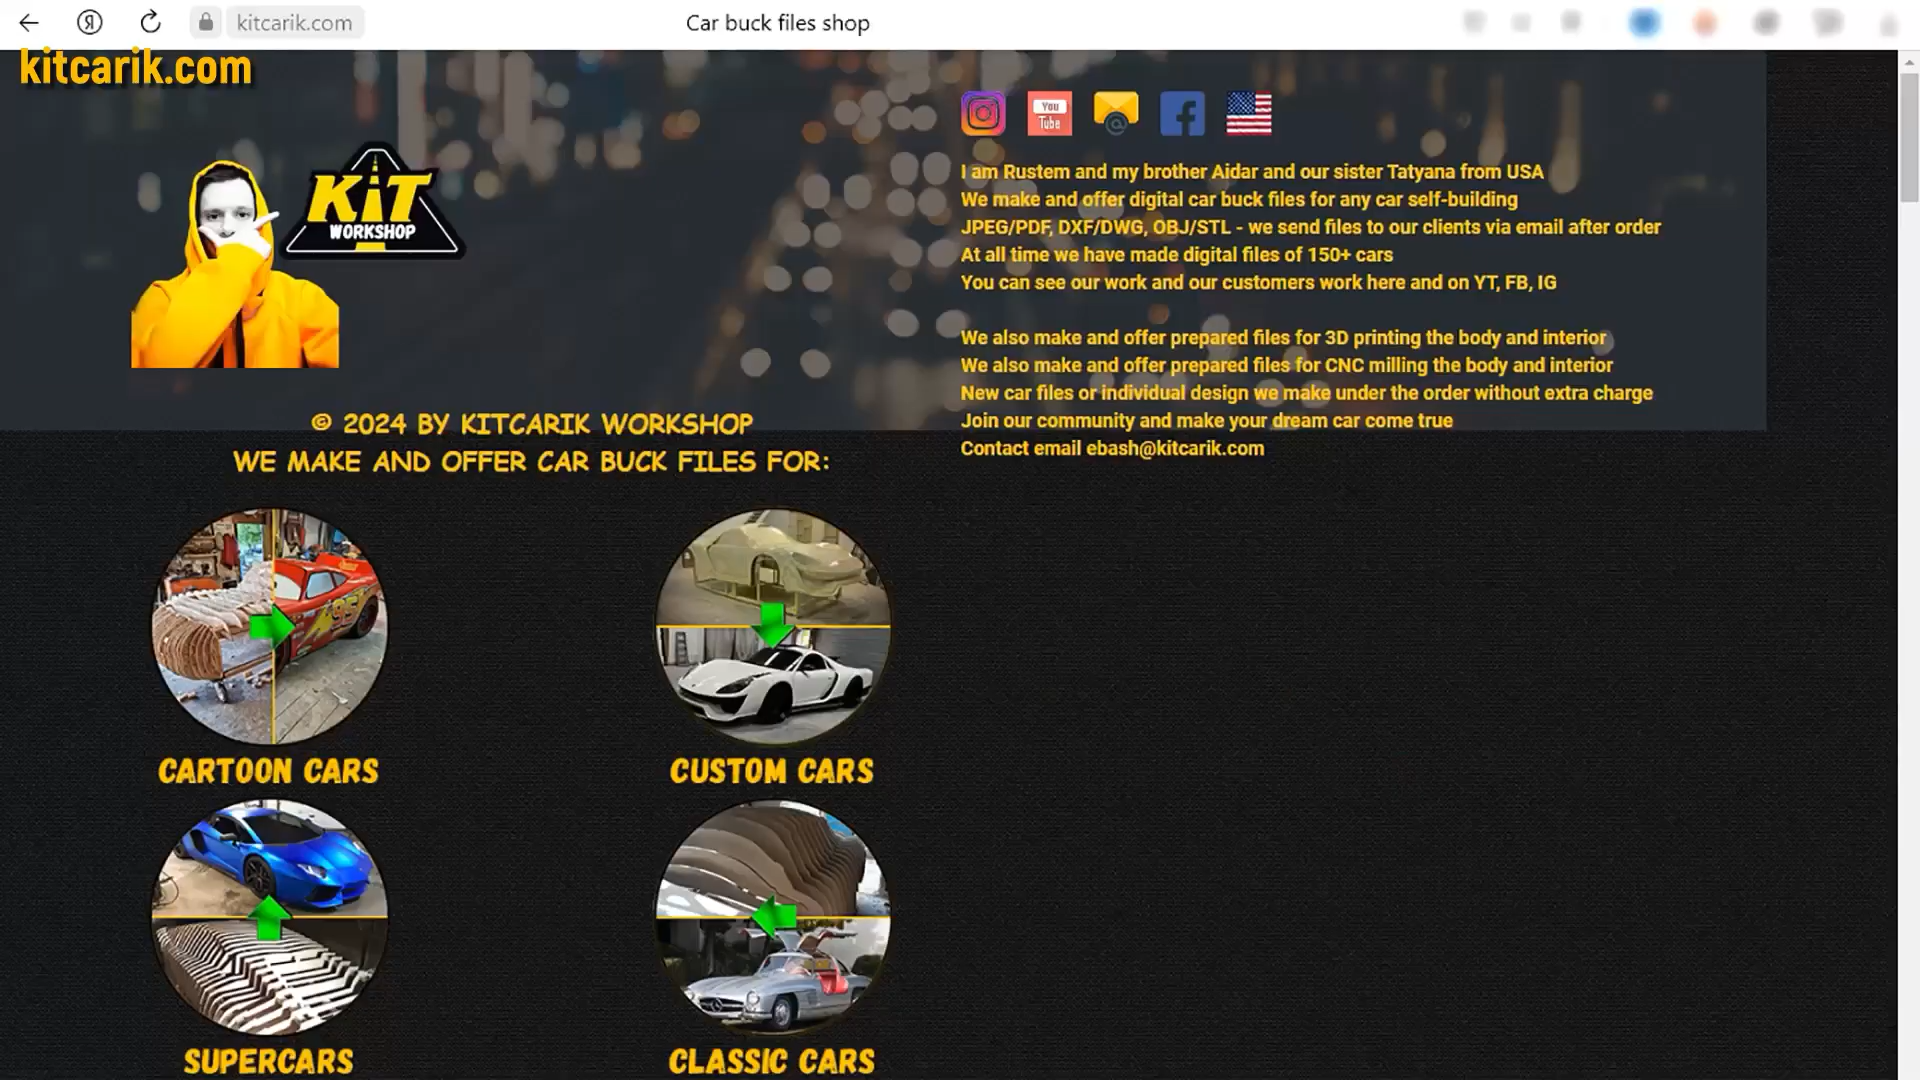 kitcarik.com
Car buck files shop
kitcarik.com
You
Tube
KiT
WORKSHOP
I am Rustem and my brother Aidar and our sister Tatyana from USA
We make and offer digital car buck files for any car self-building
JPEG/PDF, DXF/DWG, OBJ/STL - we send files to our clients via email after order
At all time we have made digital files of 150+ cars
You can see our work and our customers work here and on YT, FB, IG
We also make and offer prepared files for 3D printing the body and interior
We also make and offer prepared files for CNC milling the body and interior
New car files or individual design we make under the order without extra charge
Join our community and make your dream car come true
Contact email ebash@kitcarik.com
© 2024 BY KITCARIK WORKSHOP
WE MAKE AND OFFER CAR BUCK FILES FOR:
95
CARTOON CARS
CUSTOM CARS
SUPERCARS
CLASSIC CARS